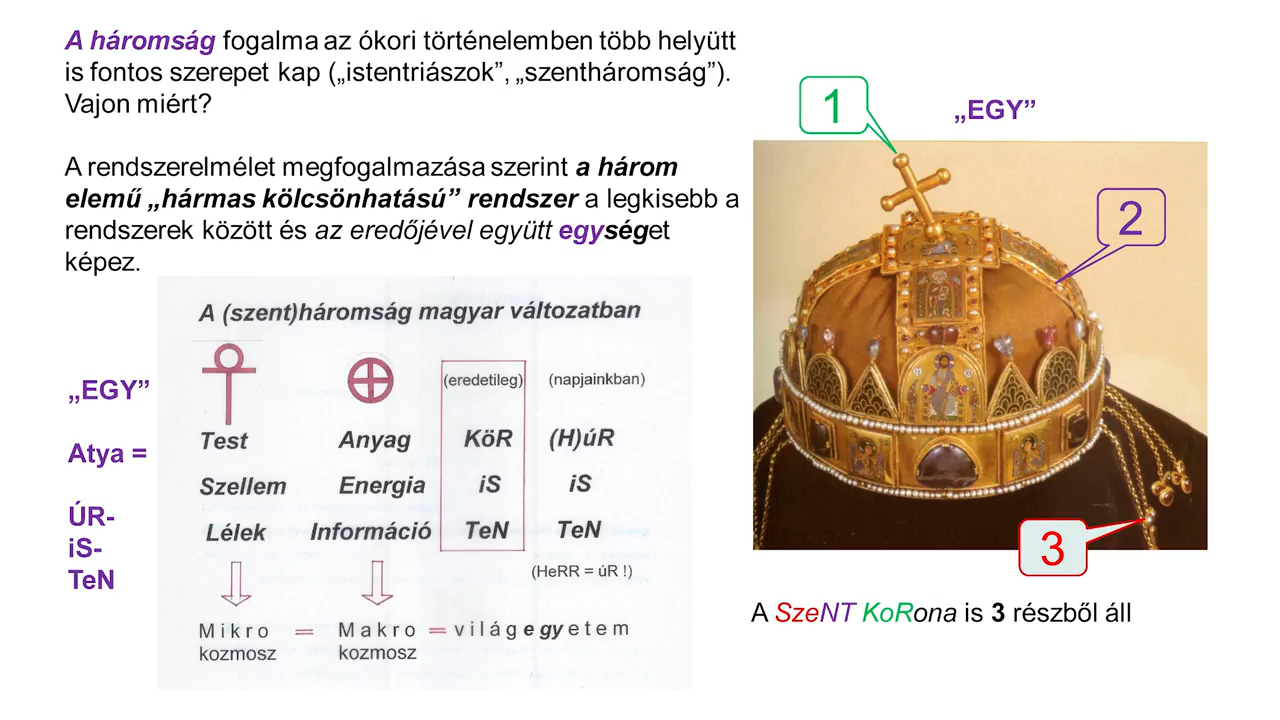 A háromság fogalma az ókori történelemben több helyütt
is fontos szerepet kap („istentriászok”, „szentháromság”).
Vajon miért?
A rendszerelmélet megfogalmazása szerint a három
elemű „hármas kölcsönhatású” rendszer a legkisebb a
rendszerek között és az eredőjével együtt egységet
képez.
A (szent)háromság magyar változatban
(eredetileg) (napjainkban)
Test Anyag KöR (H)úR
Szellem Energia iS iS
Lélek Információ TeN TeN
(HeRR = úR !)
Mikro = Makro = világegyetem
kozmosz kozmosz
„EGY”
Atya =
ÚR-
iS-
TeN
1
„EGY”
2
3
A SzeNT KoRona is 3 részből áll